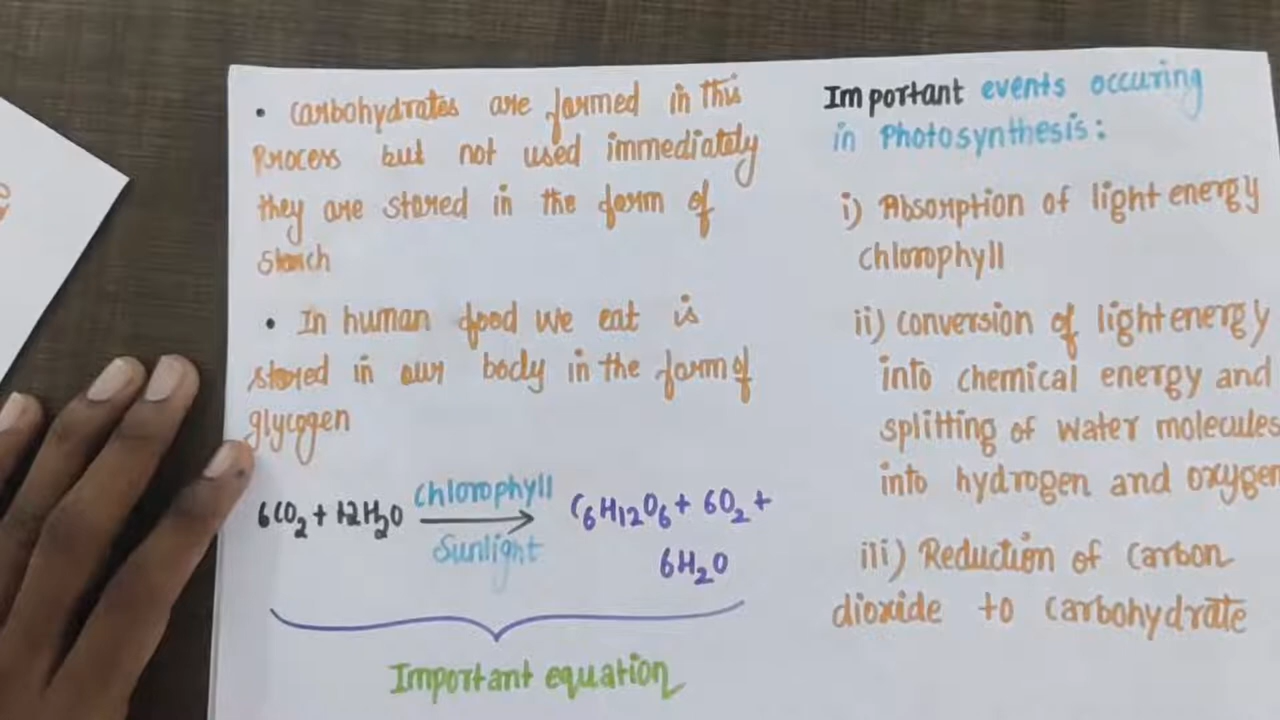 • Carbohydrates are formed in this
Process but not used immediately
they are stored in the form of
Starch
• In human food we eat is
stored in our body in the form of
glycogen
6CO₂ + 12H₂O Chlorophyll Sunlight → C₆H₁₂O₆ + 6O₂ +
6H₂O
Important equation
Important events occuring
in Photosynthesis:
i) Absorption of light energy
chlorophyll
ii) conversion of light energy
into chemical energy and
splitting of water molecules
into hydrogen and oxygen
iii) Reduction of carbon
dioxide to carbohydrate